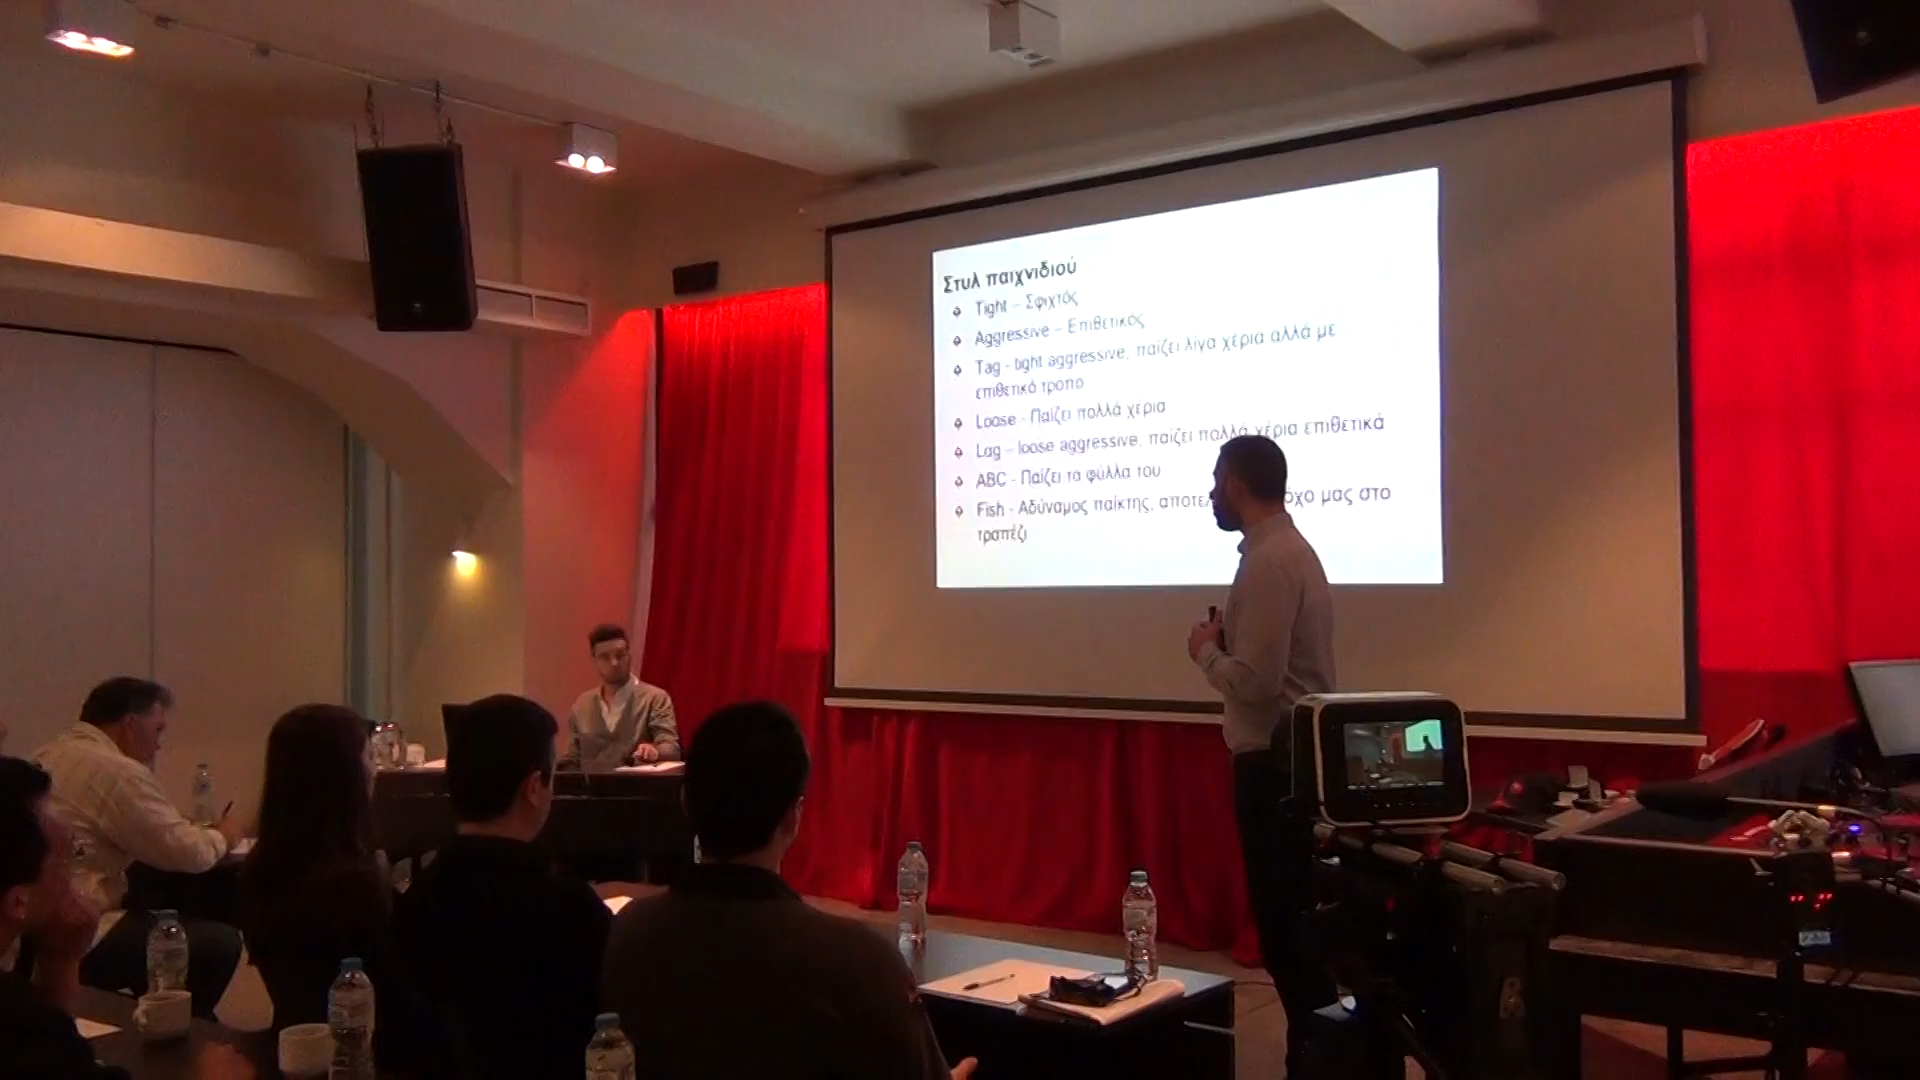 Στυλ παιχνιδιού
Tight – Σφιχτός
Aggressive – Επιθετικός
Tag - tight aggressive, παίζει λίγα χέρια αλλά με
επιθετικό τρόπο
Loose - Παίζει πολλά χέρια
Lag – loose aggressive, παίζει πολλά χέρια επιθετικά
ABC - Παίζει τα φύλλα του
Fish - Αδύναμος παίκτης, μας στο
τραπέζι